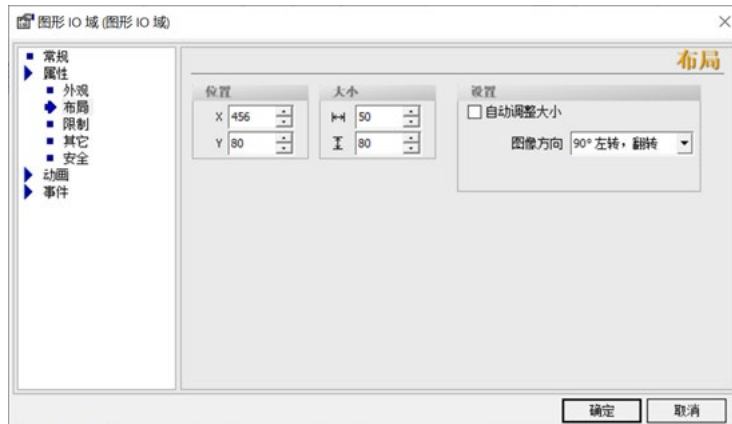 图形 IO 域 (图形 IO 域)
常规
属性
外观
布局
限制
其它
安全
动画
事件
布局
位置
X 456
Y 80
大小
50
80
设置
自动调整大小
图像方向 90° 左转，翻转
确定
取消